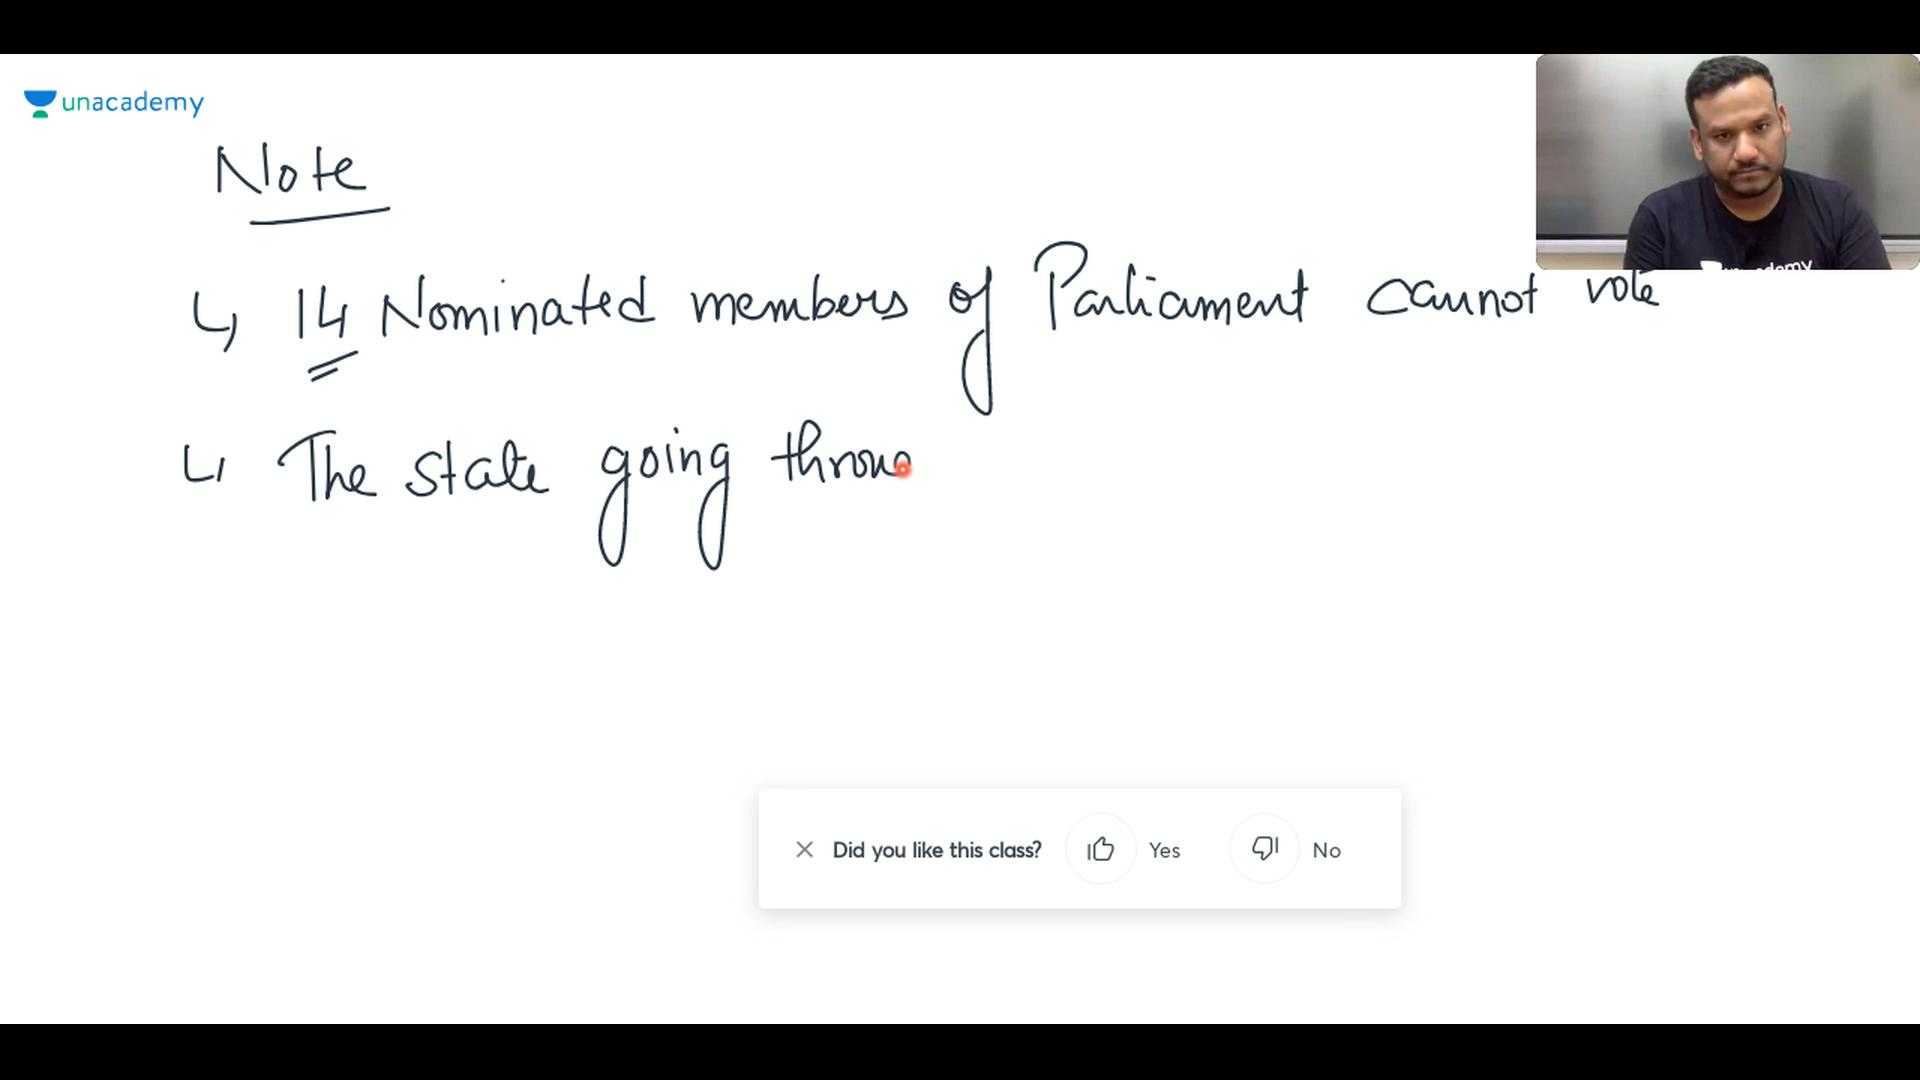 unacademy
Note
↳ 14 Nominated members of Parliament cannot vote
↳ The state going throu
Did you like this class? Yes No